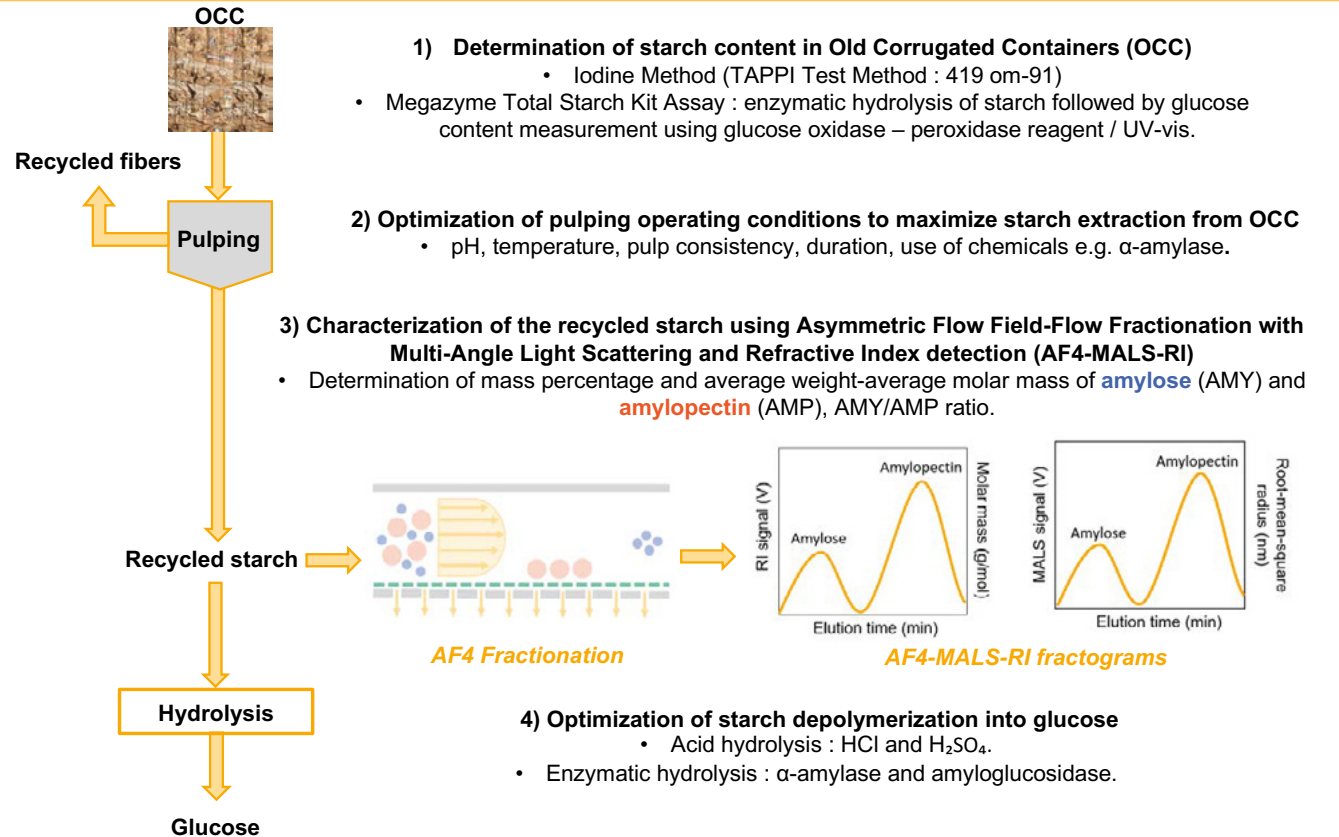 OCC
1) Determination of starch content in Old Corrugated Containers (OCC)
• Iodine Method (TAPPI Test Method : 419 om-91)
• Megazyme Total Starch Kit Assay : enzymatic hydrolysis of starch followed by glucose
content measurement using glucose oxidase – peroxidase reagent / UV-vis.
Recycled fibers
Pulping
2) Optimization of pulping operating conditions to maximize starch extraction from OCC
• pH, temperature, pulp consistency, duration, use of chemicals e.g. α-amylase.
3) Characterization of the recycled starch using Asymmetric Flow Field-Flow Fractionation with
Multi-Angle Light Scattering and Refractive Index detection (AF4-MALS-RI)
• Determination of mass percentage and average weight-average molar mass of amylose (AMY) and
amylopectin (AMP), AMY/AMP ratio.
Recycled starch
AF4 Fractionation
RI signal (V)
Amylose
Amylopectin
Molar mass (g/mol)
Elution time (min)
MALS signal (V)
Amylose
Amylopectin
Root-mean-square
radius (nm)
Elution time (min)
AF4-MALS-RI fractograms
Hydrolysis
4) Optimization of starch depolymerization into glucose
• Acid hydrolysis : HCl and H₂SO₄.
• Enzymatic hydrolysis : α-amylase and amyloglucosidase.
Glucose